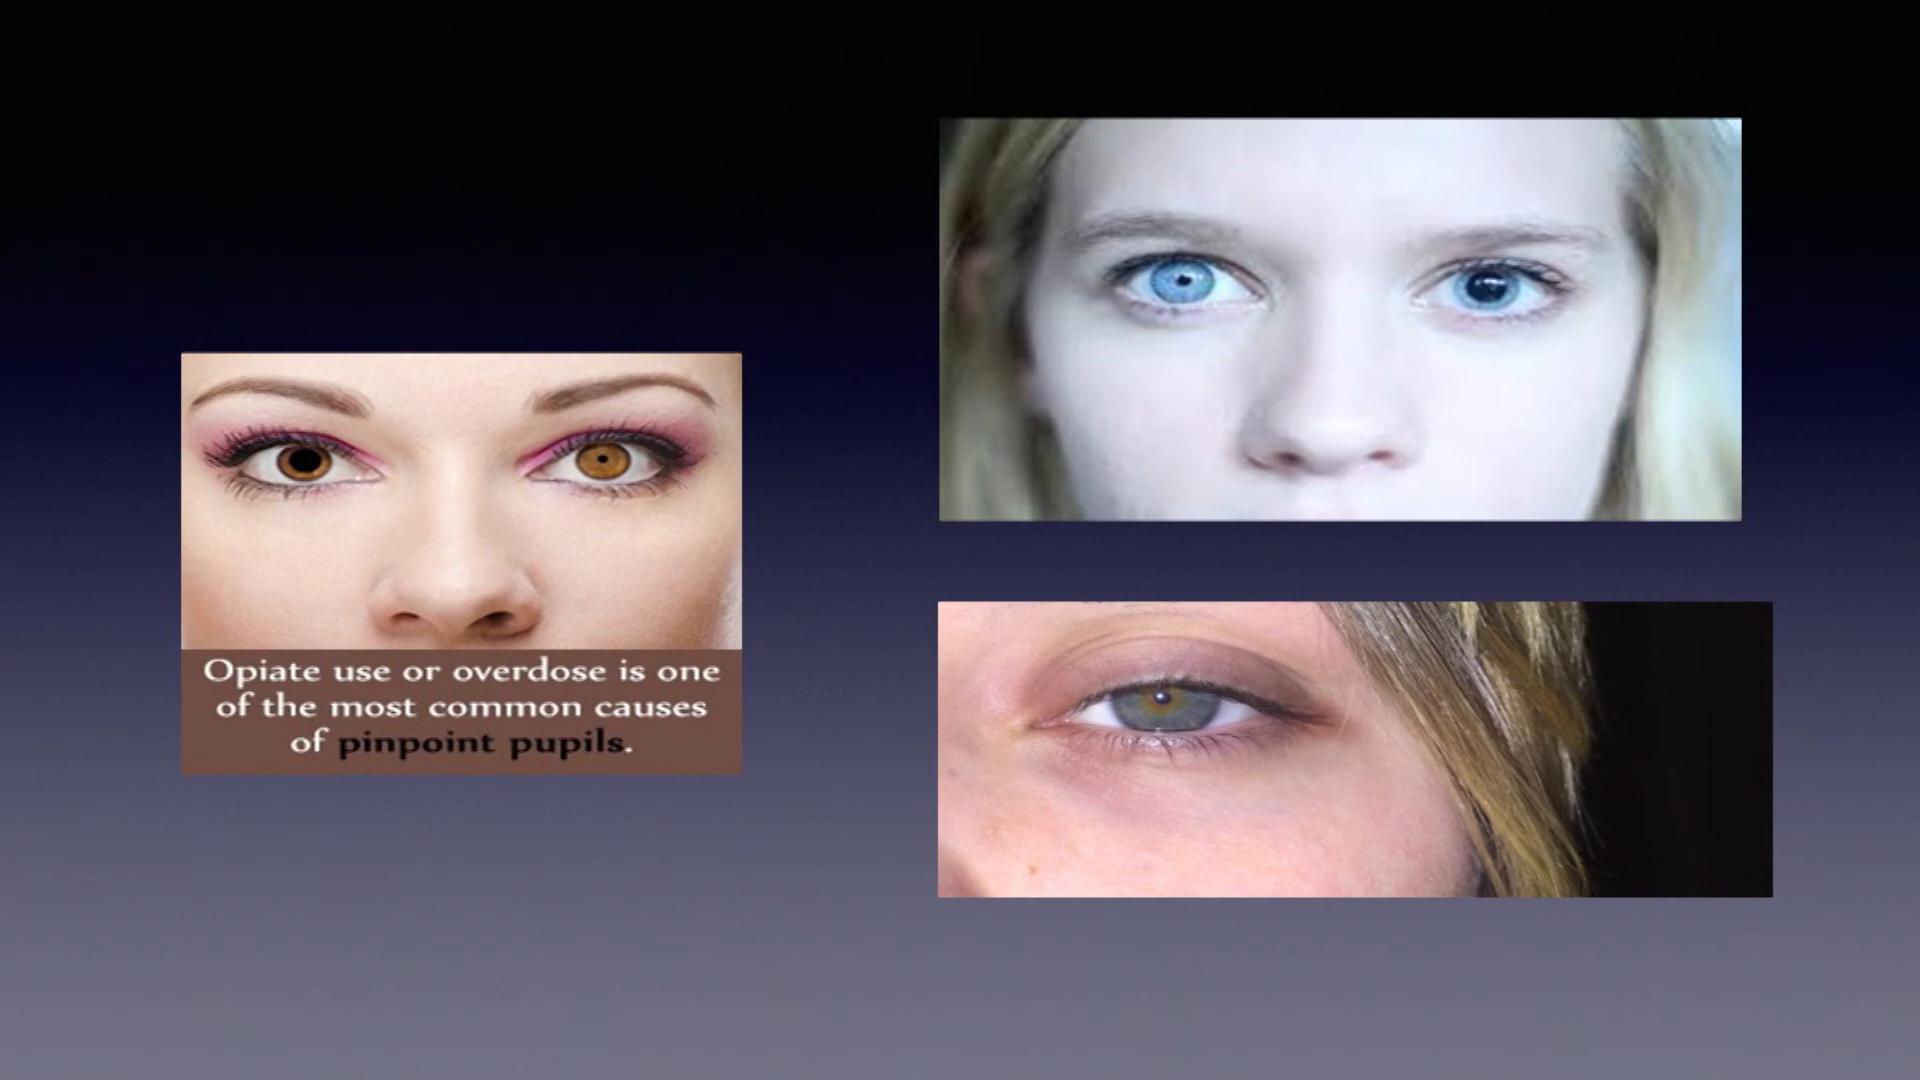 Opiate use or overdose is one
of the most common causes
of pinpoint pupils.